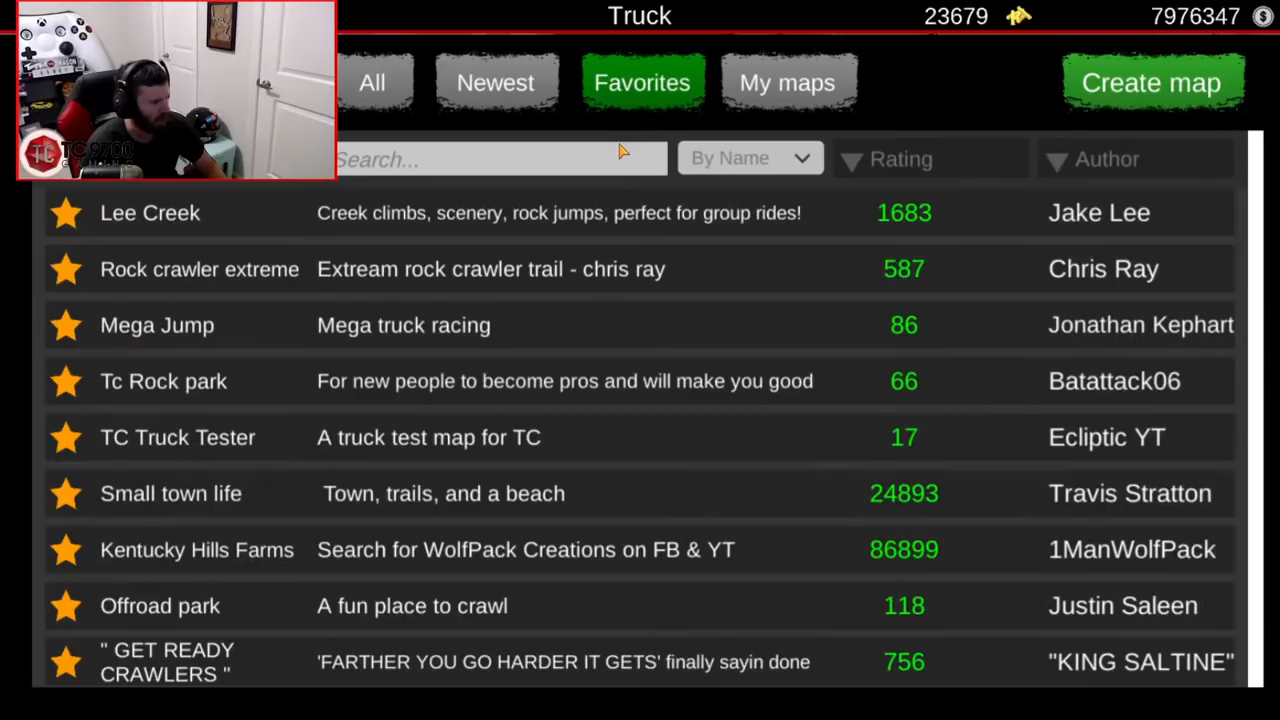 Truck
23679
7976347
All
Newest
Favorites
My maps
Create map
TC9700
GAMING
TC
Search...
By Name
Rating
Author
Lee Creek
Creek climbs, scenery, rock jumps, perfect for group rides!
1683
Jake Lee
Rock crawler extreme
Extream rock crawler trail - chris ray
587
Chris Ray
Mega Jump
Mega truck racing
86
Jonathan Kephart
Tc Rock park
For new people to become pros and will make you good
66
Batattack06
TC Truck Tester
A truck test map for TC
17
Ecliptic YT
Small town life
Town, trails, and a beach
24893
Travis Stratton
Kentucky Hills Farms
Search for WolfPack Creations on FB & YT
86899
1ManWolfPack
Offroad park
A fun place to crawl
118
Justin Saleen
" GET READY
CRAWLERS "
'FARTHER YOU GO HARDER IT GETS' finally sayin done
756
"KING SALTINE"